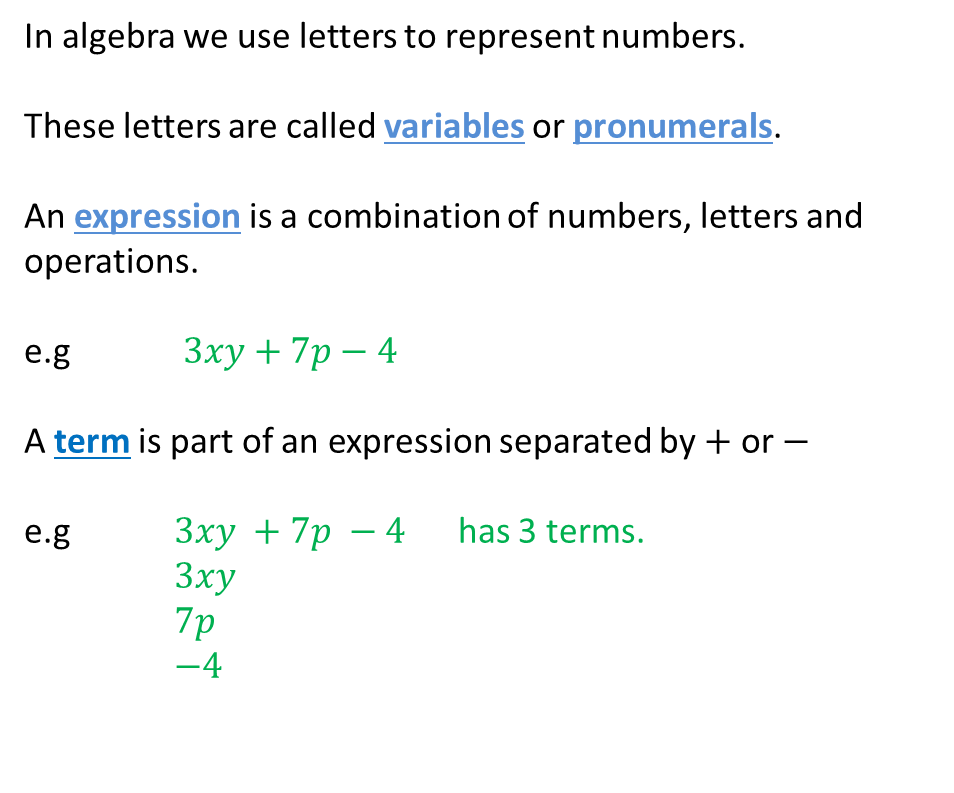 In algebra we use letters to represent numbers.
These letters are called variables or pronumerals.
An expression is a combination of numbers, letters and
operations.
e.g 3𝑥𝑦 + 7𝑝 − 4
A term is part of an expression separated by + or −
e.g 3𝑥𝑦 + 7𝑝 − 4 has 3 terms.
3𝑥𝑦
7𝑝
−4